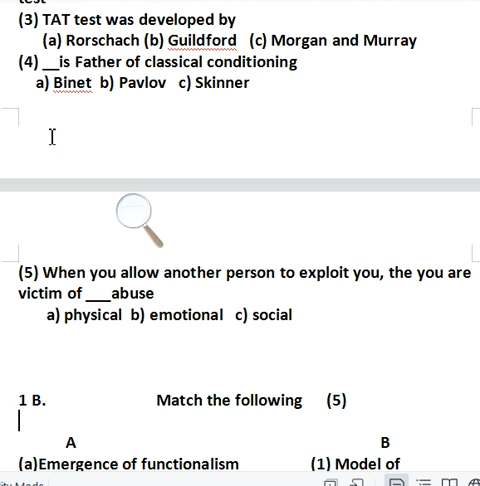 (3) TAT test was developed by
(a) Rorschach (b) Guildford (c) Morgan and Murray
(4) __is Father of classical conditioning
a) Binet b) Pavlov c) Skinner
(5) When you allow another person to exploit you, the you are
victim of ___abuse
a) physical b) emotional c) social
1 B. Match the following (5)
A B
(a)Emergence of functionalism (1) Model of